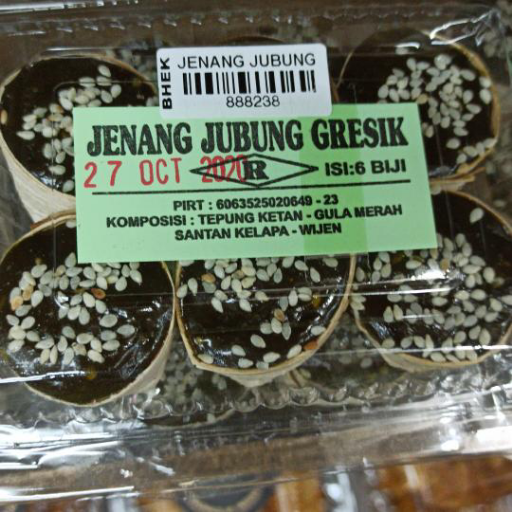 BHEK
JENANG JUBUNG
888238
JENANG JUBUNG GRESIK
27 OCT 2020 R ISI:6 BIJI
PIRT : 6063525020649 - 23
KOMPOSISI : TEPUNG KETAN - GULA MERAH
SANTAN KELAPA - WIJEN